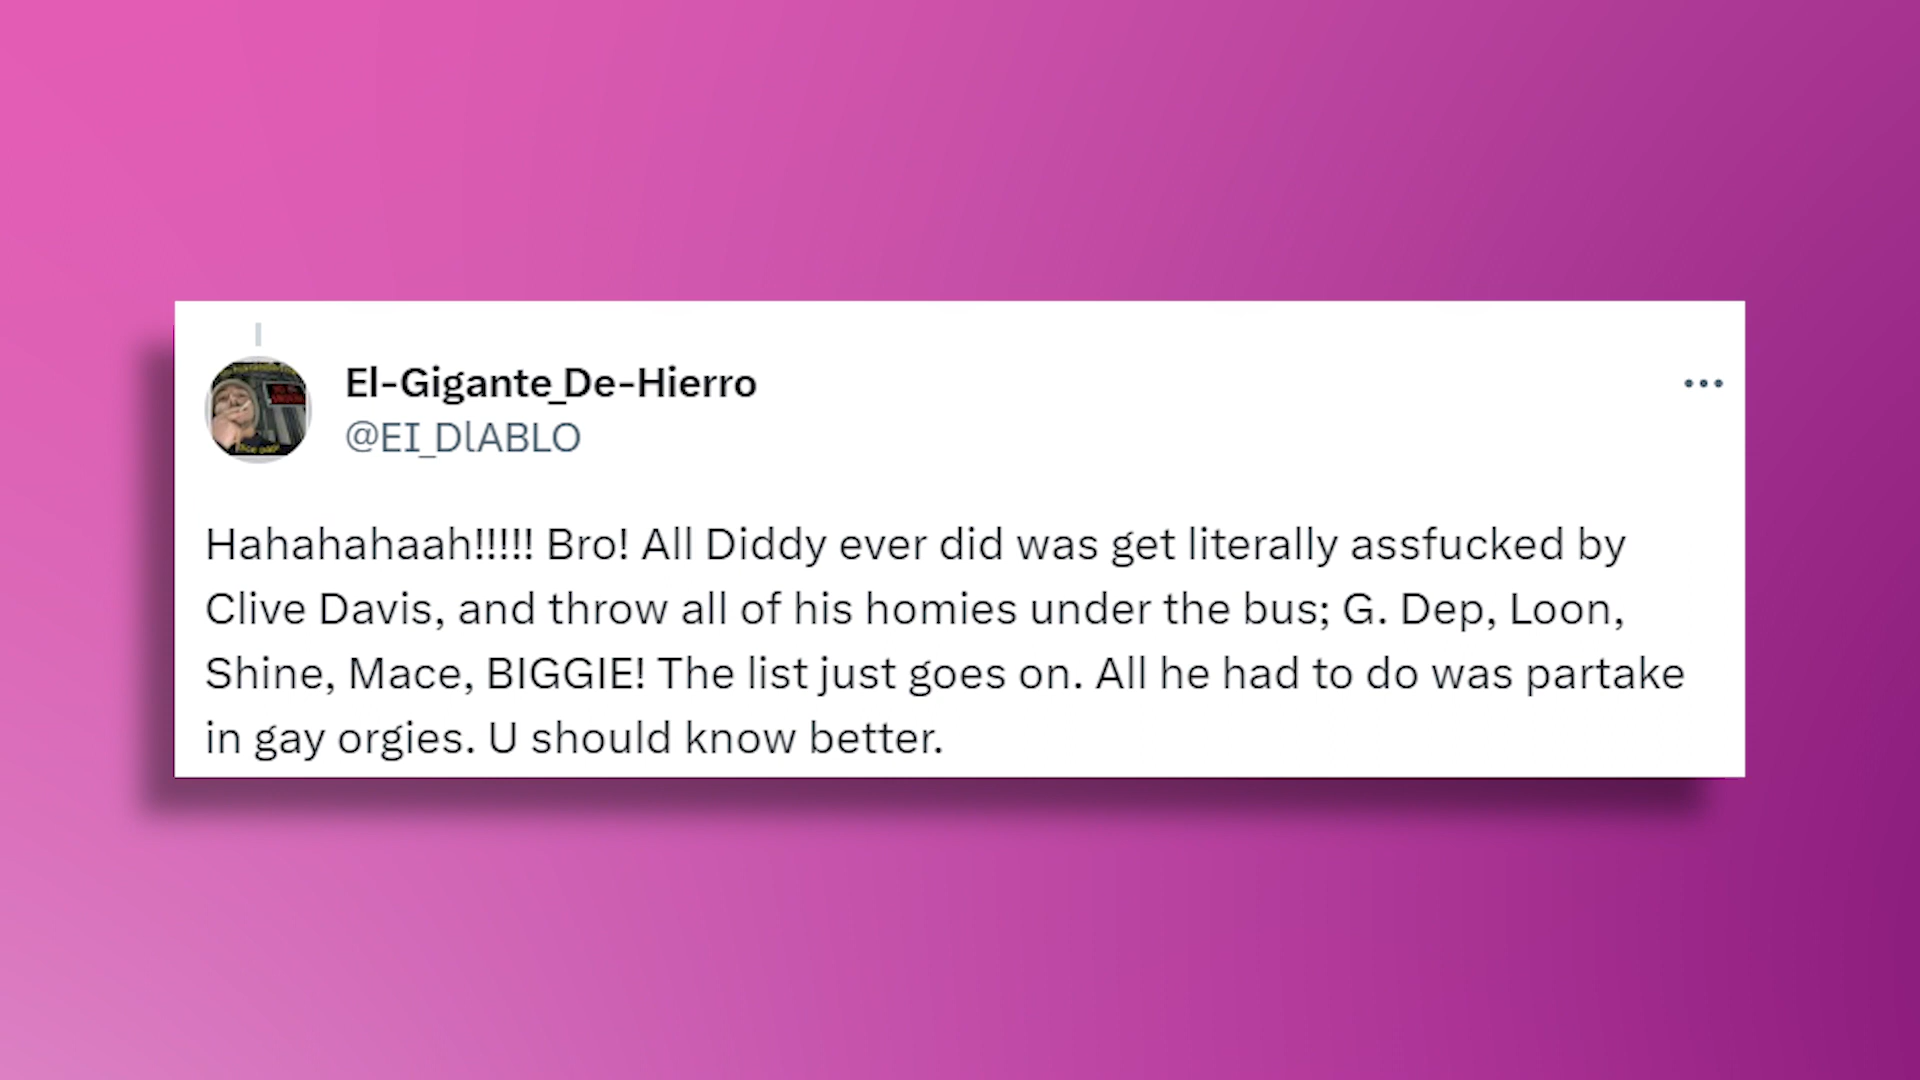 El-Gigante_De-Hierro
@EI_DlABLO
Hahahahaah!!!!! Bro! All Diddy ever did was get literally assfucked by
Clive Davis, and throw all of his homies under the bus; G. Dep, Loon,
Shine, Mace, BIGGIE! The list just goes on. All he had to do was partake
in gay orgies. U should know better.